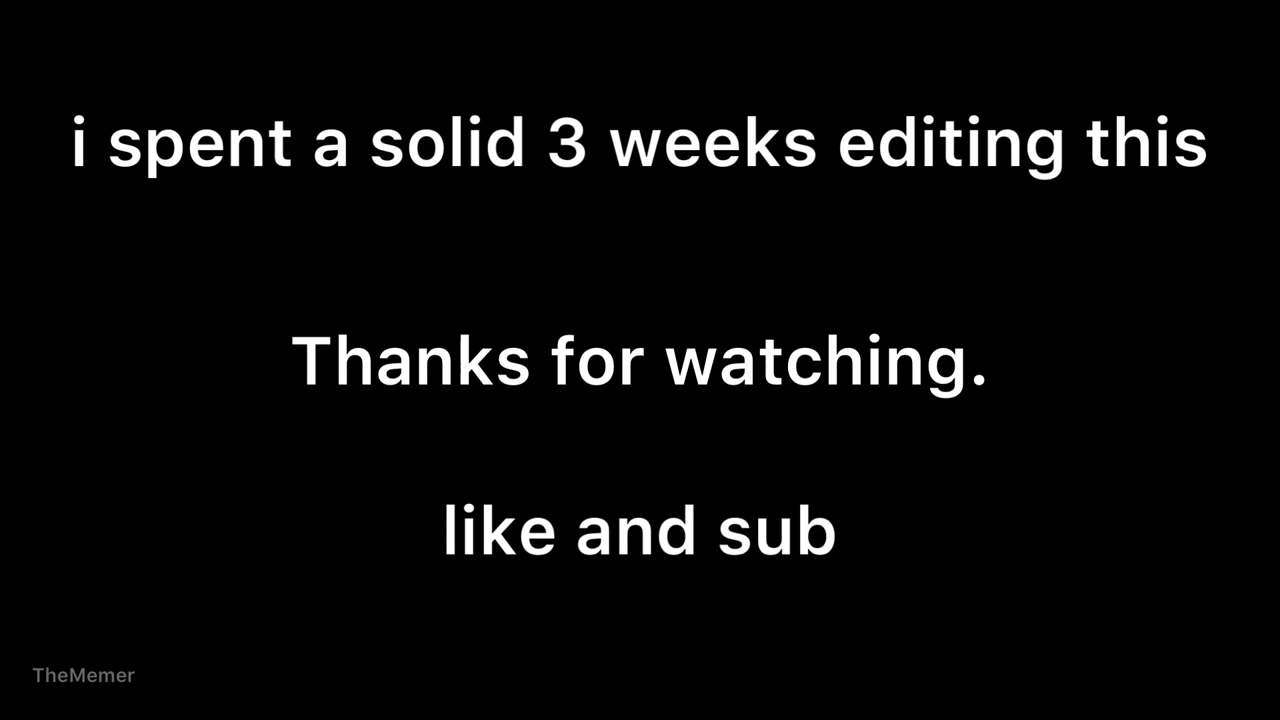 i spent a solid 3 weeks editing this
Thanks for watching.
like and sub
TheMemer